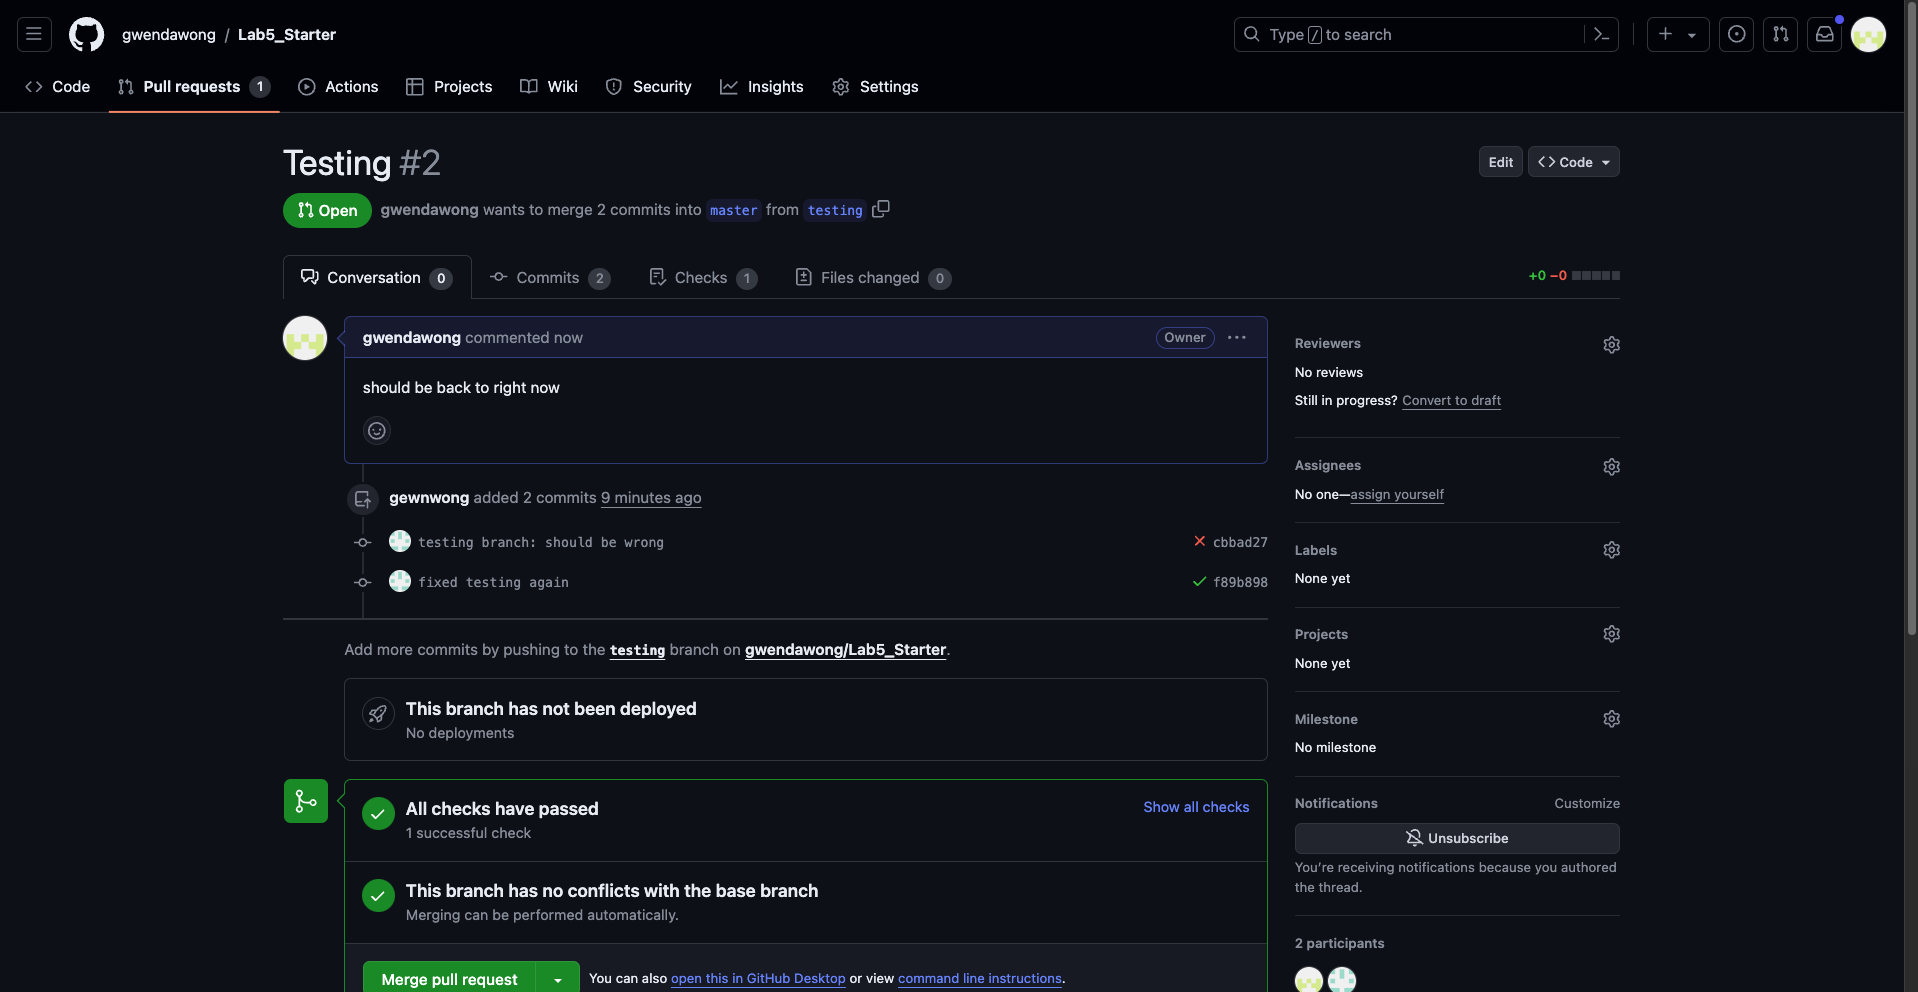 gwendawong / Lab5_Starter
Type / to search
Code
Pull requests 1
Actions
Projects
Wiki
Security
Insights
Settings
Testing #2
Edit
Code
Open
gwendawong wants to merge 2 commits into master from testing
Conversation 0
Commits 2
Checks 1
Files changed 0
+0 −0
gwendawong commented now
Owner
should be back to right now
gewnwong added 2 commits 9 minutes ago
testing branch: should be wrong
cbbad27
fixed testing again
f89b898
Add more commits by pushing to the testing branch on gwendawong/Lab5_Starter.
This branch has not been deployed
No deployments
All checks have passed
1 successful check
Show all checks
This branch has no conflicts with the base branch
Merging can be performed automatically.
Merge pull request
You can also open this in GitHub Desktop or view command line instructions.
Reviewers
No reviews
Still in progress? Convert to draft
Assignees
No one—assign yourself
Labels
None yet
Projects
None yet
Milestone
No milestone
Notifications
Customize
Unsubscribe
You're receiving notifications because you authored
the thread.
2 participants